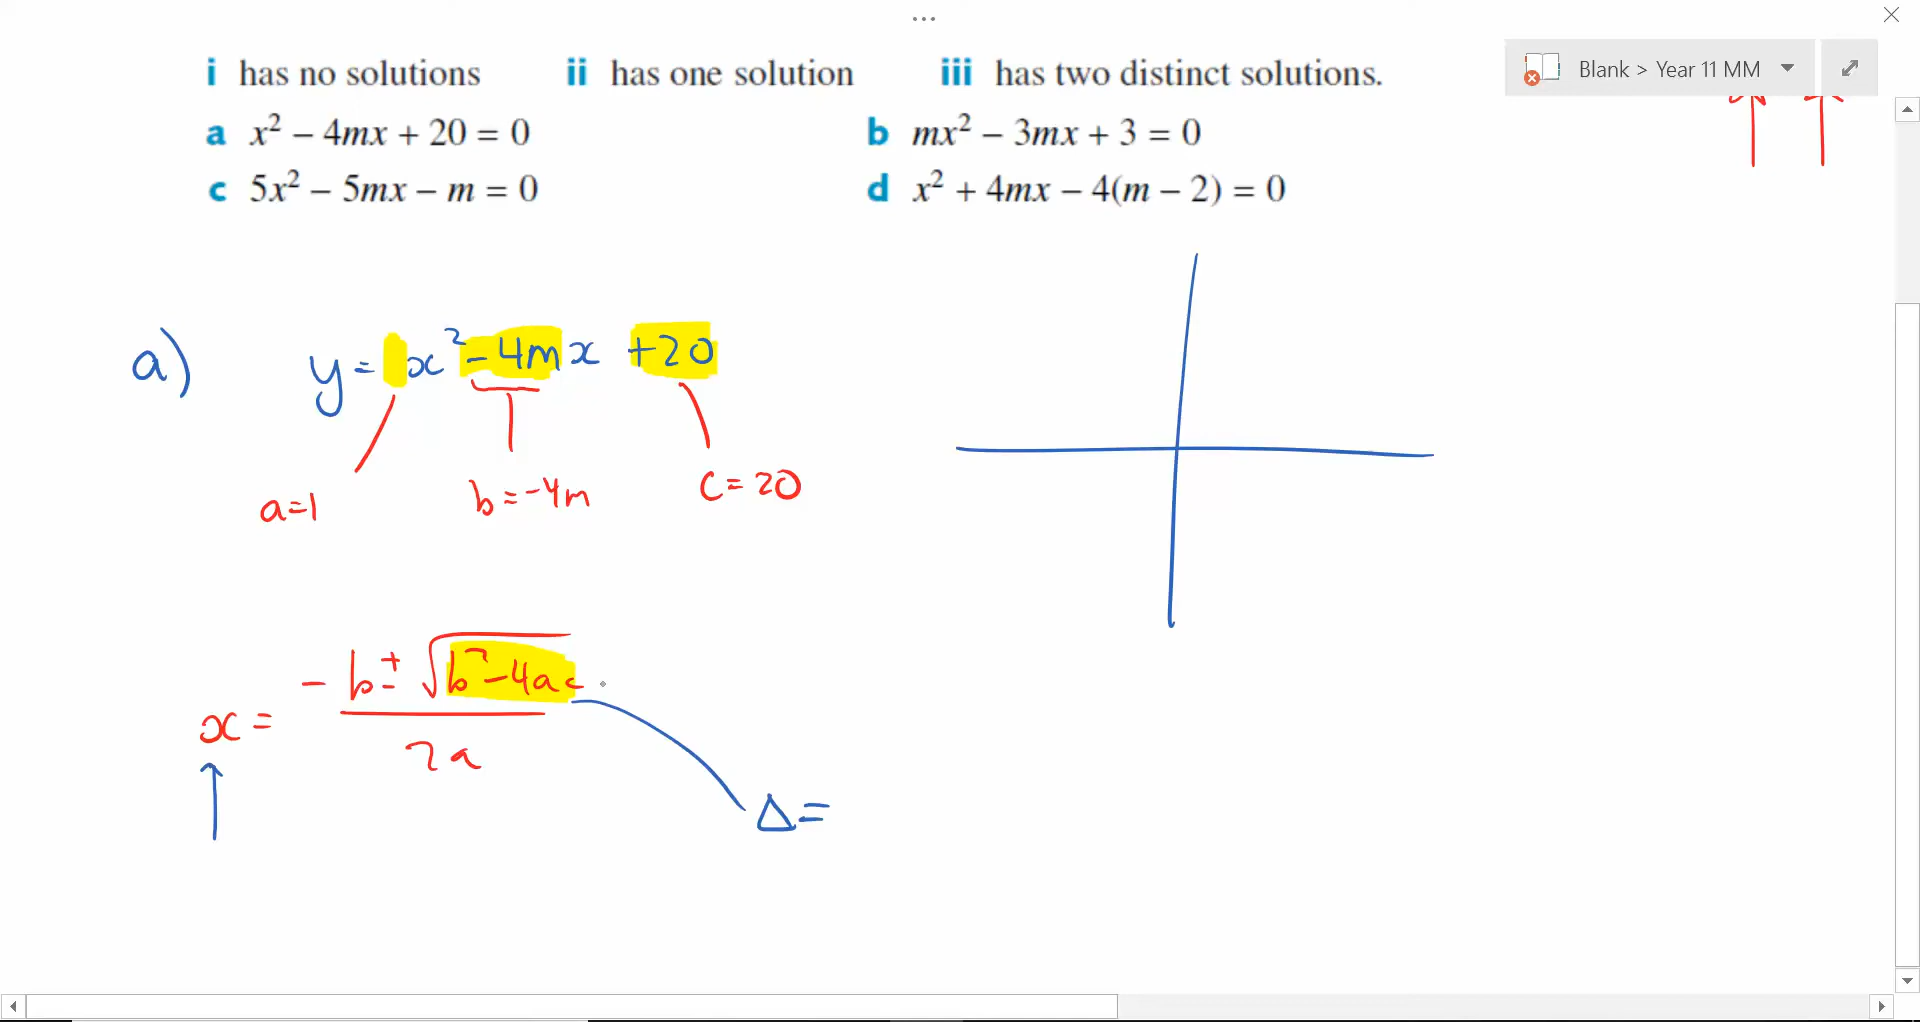 ...
i has no solutions ii has one solution iii has two distinct solutions.
Blank > Year 11 MM
a x² − 4mx + 20 = 0 b mx² − 3mx + 3 = 0
c 5x² − 5mx − m = 0 d x² + 4mx − 4(m − 2) = 0
a) y = x² − 4mx + 20
a=1 b=-4m c=20
x = -b ± √b²-4ac / 2a
Δ=